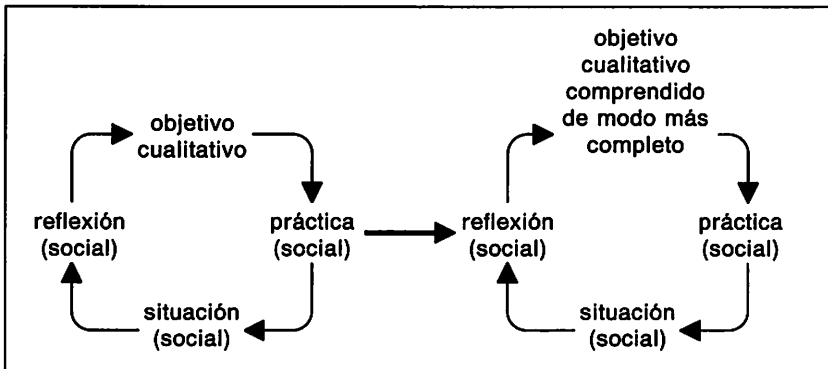 objetivo
cualitativo
reflexión
(social)
práctica
(social)
situación
(social)
objetivo
cualitativo
comprendido
de modo más
completo
reflexión
(social)
práctica
(social)
situación
(social)